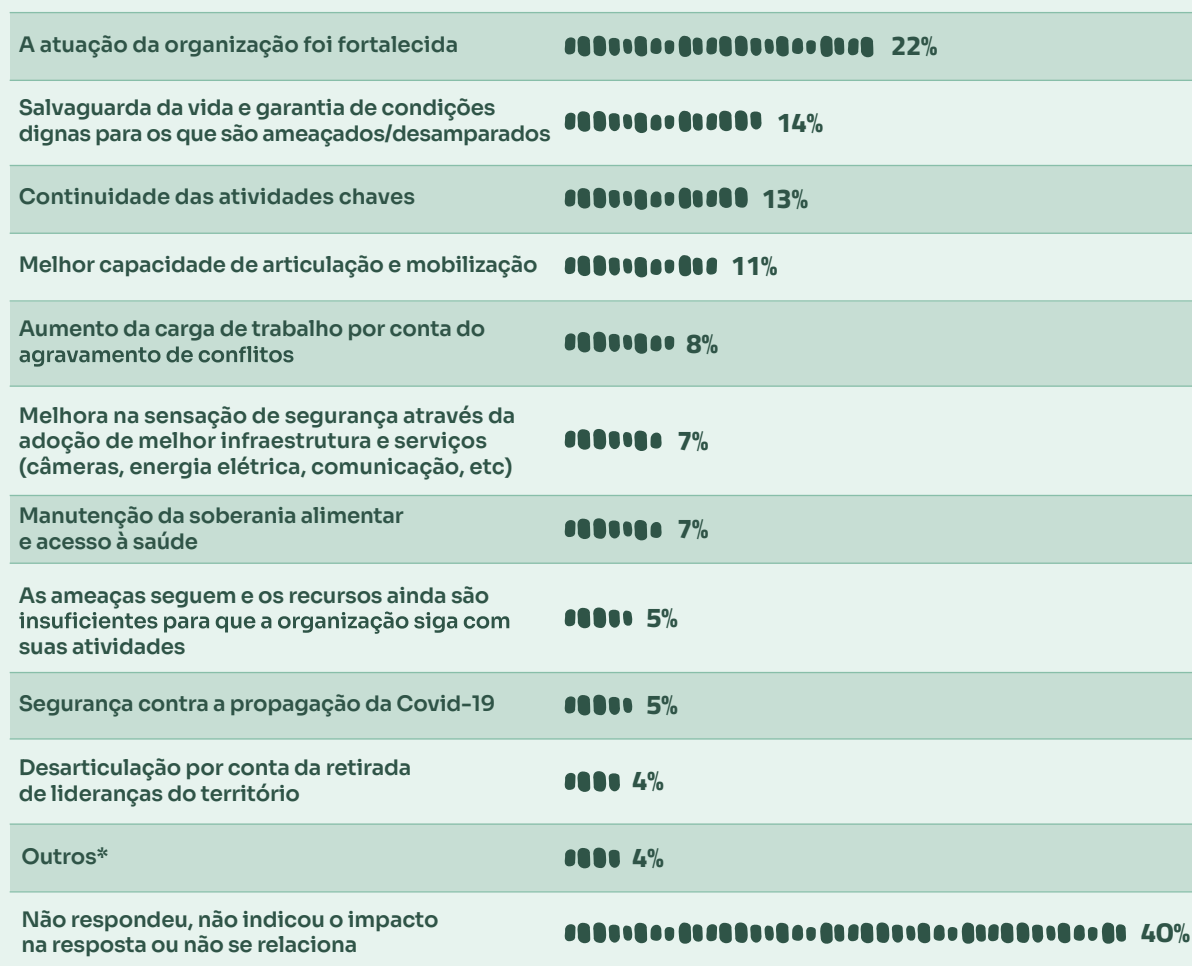 A atuação da organização foi fortalecida 22%
Salvaguarda da vida e garantia de condições
dignas para os que são ameaçados/desamparados 14%
Continuidade das atividades chaves 13%
Melhor capacidade de articulação e mobilização 11%
Aumento da carga de trabalho por conta do
agravamento de conflitos 8%
Melhora na sensação de segurança através da
adoção de melhor infraestrutura e serviços 7%
(câmeras, energia elétrica, comunicação, etc)
Manutenção da soberania alimentar
e acesso à saúde 7%
As ameaças seguem e os recursos ainda são
insuficientes para que a organização siga com 5%
suas atividades
Segurança contra a propagação da Covid-19 5%
Desarticulação por conta da retirada
de lideranças do território 4%
Outros* 4%
Não respondeu, não indicou o impacto
na resposta ou não se relaciona 40%